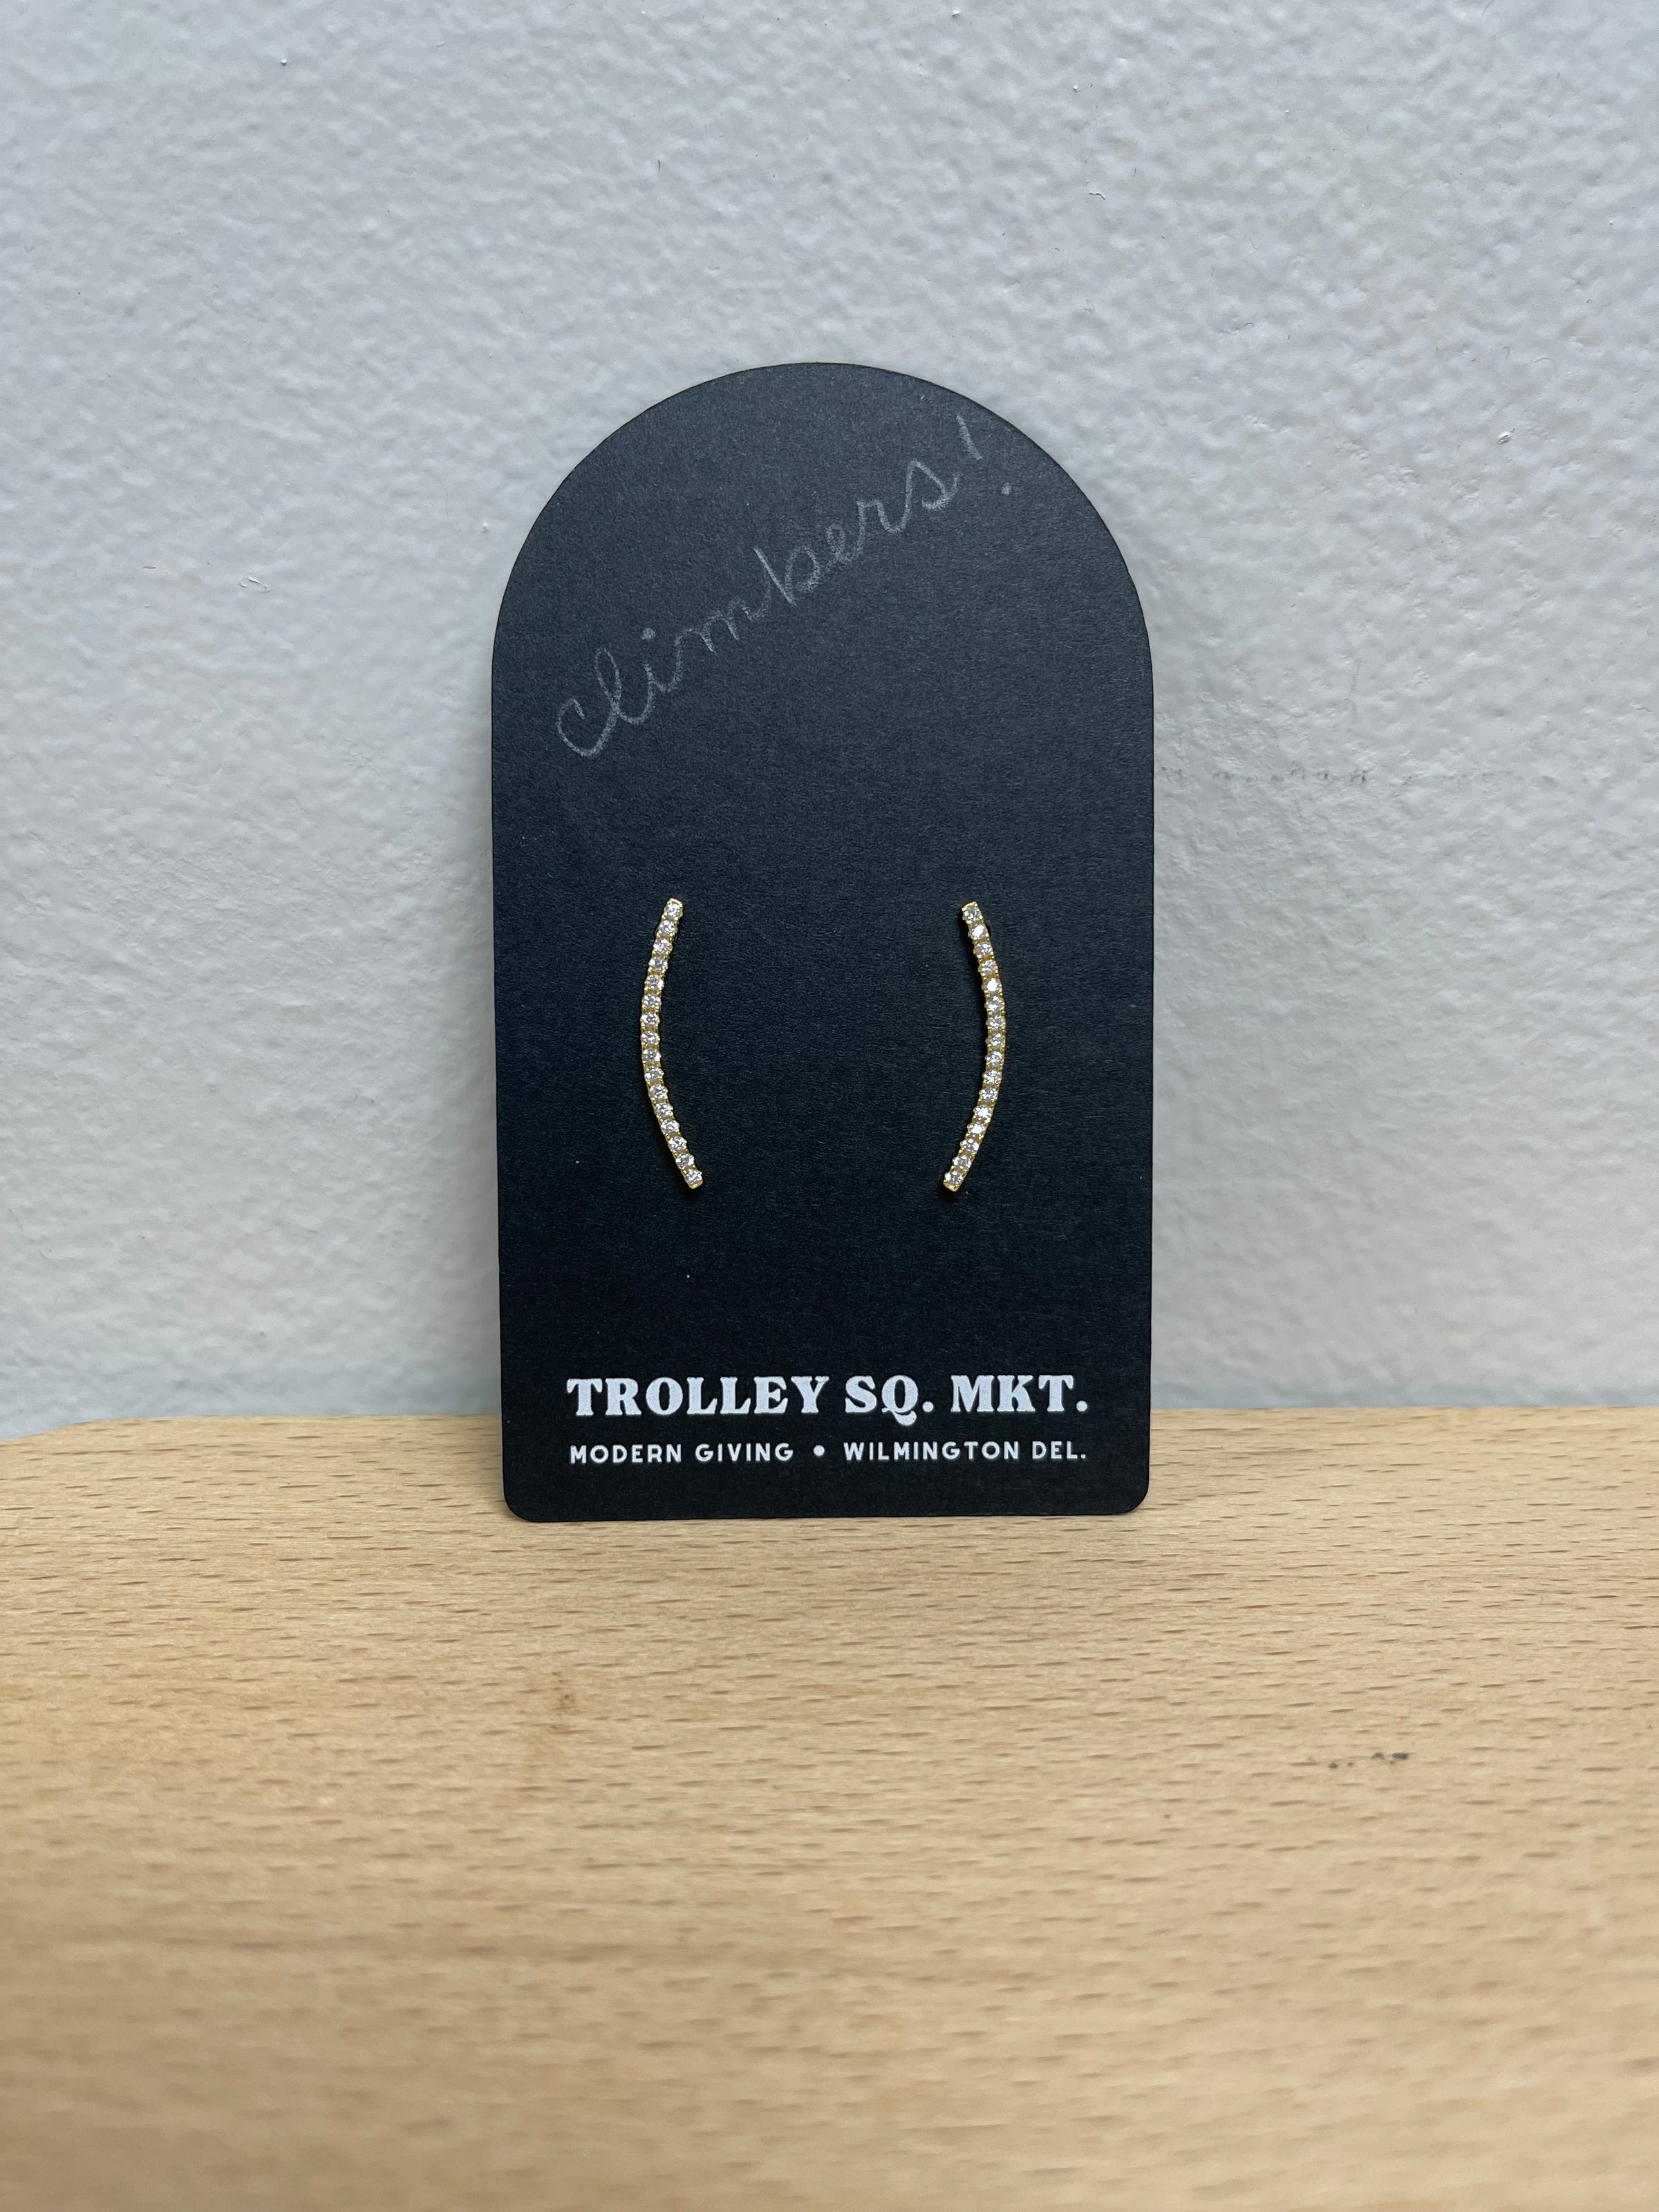 climbers!
TROLLEY SQ. MKT.
MODERN GIVING • WILMINGTON DEL.